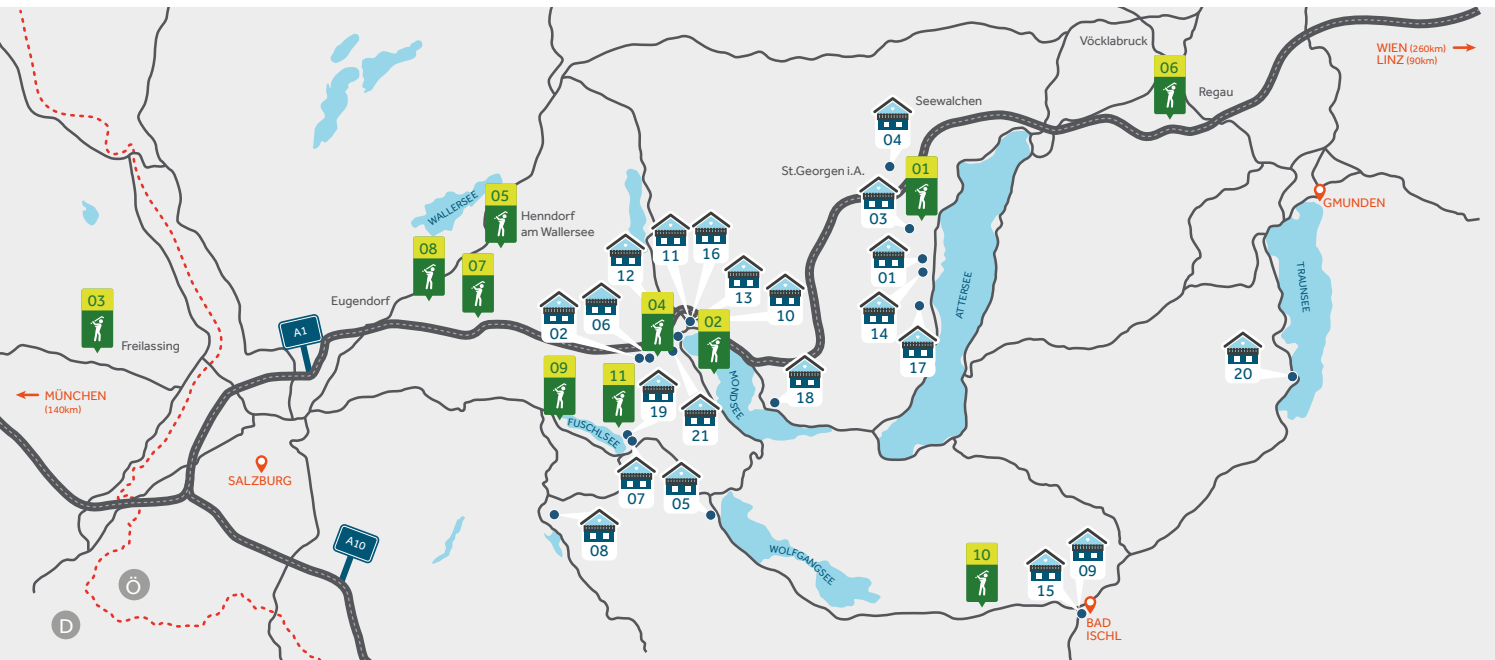 Vöcklabruck
WIEN (260km)
LINZ (90km)
06
Regau
Seewalchen
04
St.Georgen i.A.
01
03
GMUNDEN
WALLERSEE
05
Henndorf
am Wallersee
08
07
11
16
12
13
10
01
ATTERSEE
TRAUNSEE
03
Freilassing
Eugendorf
A1
02
06
04
02
14
17
20
MÜNCHEN
(140km)
09
11
19
21
MONDSEE
18
FUSCHLSEE
SALZBURG
07
05
08
A10
WOLFGANGSEE
10
15
09
BAD
ISCHL
Ö
D